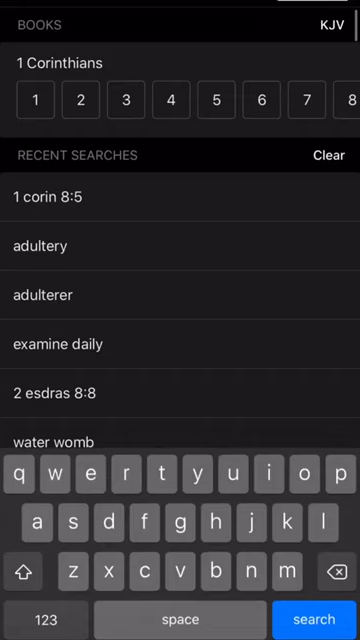 BOOKS KJV
1 Corinthians
1 2 3 4 5 6 7 8
RECENT SEARCHES Clear
1 corin 8:5
adultery
adulterer
examine daily
2 esdras 8:8
water womb
q w e r t y u i o p
a s d f g h j k l
z x c v b n m
123 space search